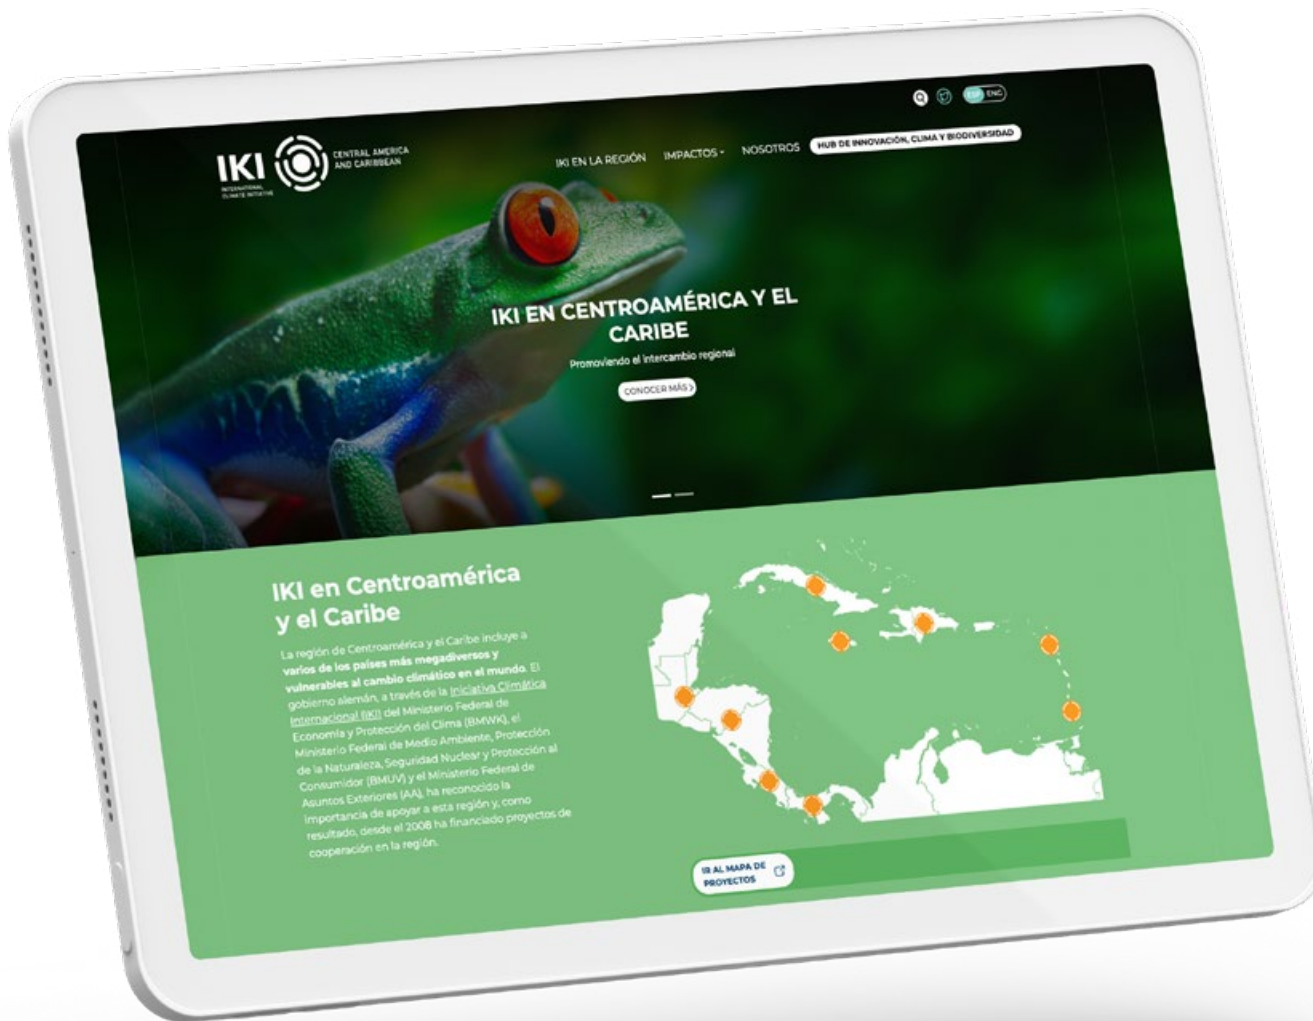 ESP ENG
IKI
INTERNATIONAL
CLIMATE INITIATIVE
CENTRAL AMERICA
AND CARIBBEAN
IKI EN LA REGIÓN IMPACTOS NOSOTROS HUB DE INNOVACIÓN, CLIMA Y BIODIVERSIDAD
IKI EN CENTROAMÉRICA Y EL
CARIBE
Promoviendo el intercambio regional
CONOCER MÁS >
IKI en Centroamérica
y el Caribe
La región de Centroamérica y el Caribe incluye a
varios de los países más megadiversos y
vulnerables al cambio climático en el mundo. El
gobierno alemán, a través de la Iniciativa Climática
Internacional (IKI) del Ministerio Federal de
Economía y Protección del Clima (BMWK), el
Ministerio Federal de Medio Ambiente, Protección
de la Naturaleza, Seguridad Nuclear y Protección al
Consumidor (BMUV) y el Ministerio Federal de
Asuntos Exteriores (AA), ha reconocido la
importancia de apoyar a esta región y, como
resultado, desde el 2008 ha financiado proyectos de
cooperación en la región.
IR AL MAPA DE
PROYECTOS